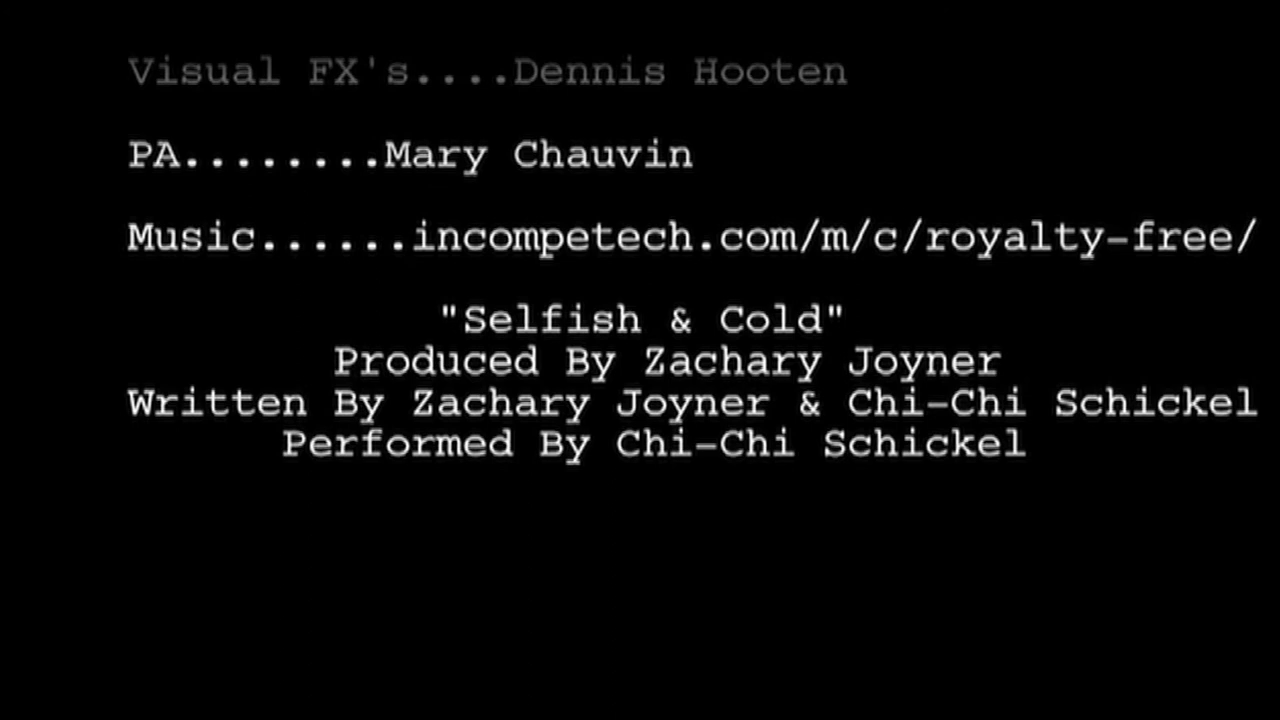 Visual FX's....Dennis Hooten
PA........Mary Chauvin
Music......incompetech.com/m/c/royalty-free/
"Selfish & Cold"
Produced By Zachary Joyner
Written By Zachary Joyner & Chi-Chi Schickel
Performed By Chi-Chi Schickel